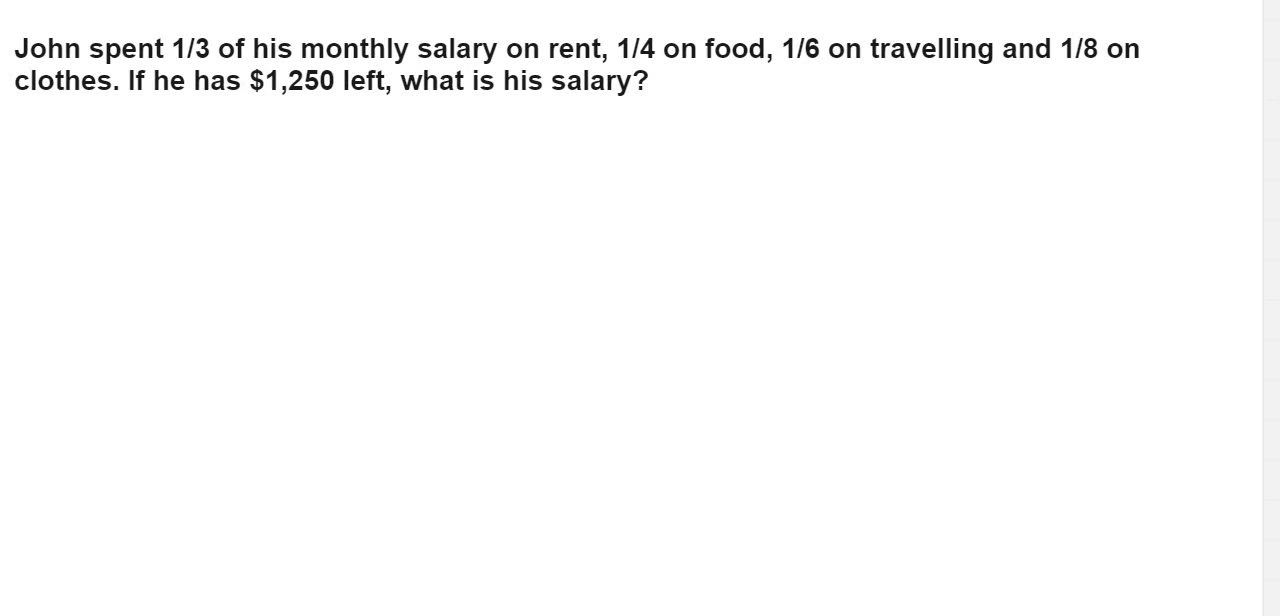 John spent 1/3 of his monthly salary on rent, 1/4 on food, 1/6 on travelling and 1/8 on
clothes. If he has $1,250 left, what is his salary?